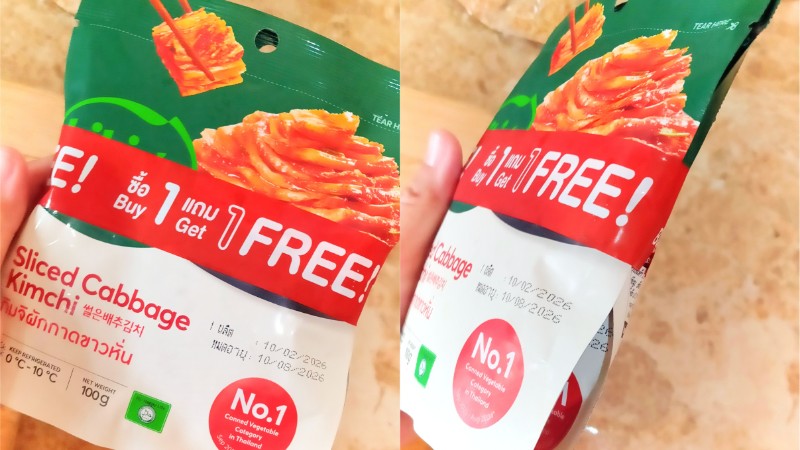 TEAR HERE
E!
ซื้อ 1 แถม 1 FREE!
Buy Get
Sliced Cabbage
Kimchi 썰은배추김치
กิมจิผักกาดขาวหั่น
KEEP REFRIGERATED
0 °C - 10 °C
NET WEIGHT
100g
ผลิต : 10/02/2026
หมดอายุ : 10/08/2026
No.1
Canned Vegetable
Category
in Thailand
TEAR HERE
ซื้อ 1 แถม 1 FREE!
Buy Get
Cabbage
ผลิต : 10/02/2026
หมดอายุ : 10/08/2026
No.1
Canned Vegetable
Category
in Thailand